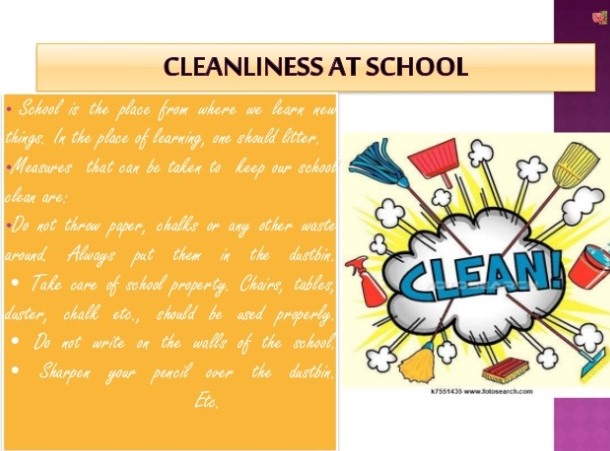 CLEANLINESS AT SCHOOL
• School is the place from where we learn new
things. In the place of learning, one should litter.
•Measures that can be taken to keep our school
clean are:
•Do not throw paper, chalks or any other waste
around. Always put them in the dustbin.
• Take care of school property. Chairs, tables,
duster, chalk etc., should be used properly.
• Do not write on the walls of the school.
• Sharpen your pencil over the dustbin.
Etc.
CLEAN!
k7551435 www.fotosearch.com